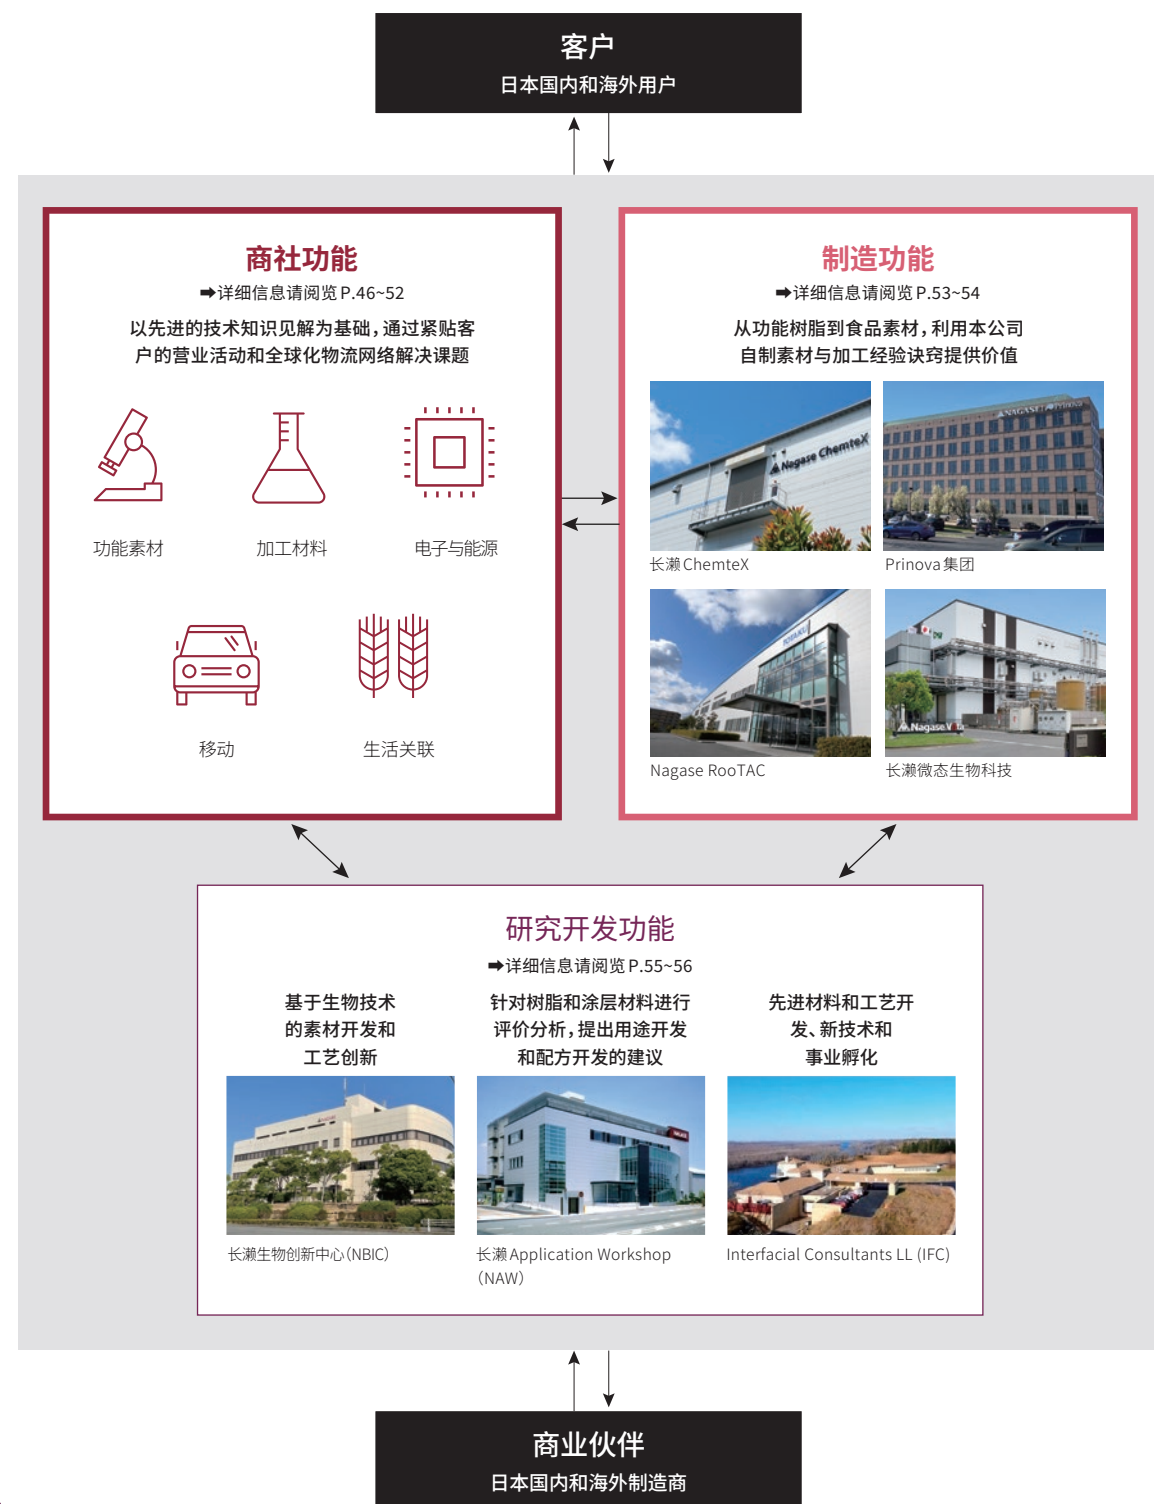 客户
日本国内和海外用户
商社功能
➡详细信息请阅览 P.46~52
以先进的技术知识见解为基础，通过紧贴客
户的营业活动和全球化物流网络解决课题
功能素材
加工材料
电子与能源
移动
生活关联
制造功能
➡详细信息请阅览 P.53~54
从功能树脂到食品素材，利用本公司
自制素材与加工经验诀窍提供价值
Nagase ChemteX
NAGASE Prinova
长濑 ChemteX
Prinova 集团
TOTAKU
Nagase Viita
Nagase RooTAC
长濑微态生物科技
研究开发功能
➡详细信息请阅览 P.55~56
基于生物技术
的素材开发和
工艺创新
针对树脂和涂层材料进行
评价分析，提出用途开发
和配方开发的建议
先进材料和工艺开
发、新技术和
事业孵化
长濑生物创新中心（NBIC）
长濑 Application Workshop
（NAW）
Interfacial Consultants LL (IFC)
商业伙伴
日本国内和海外制造商